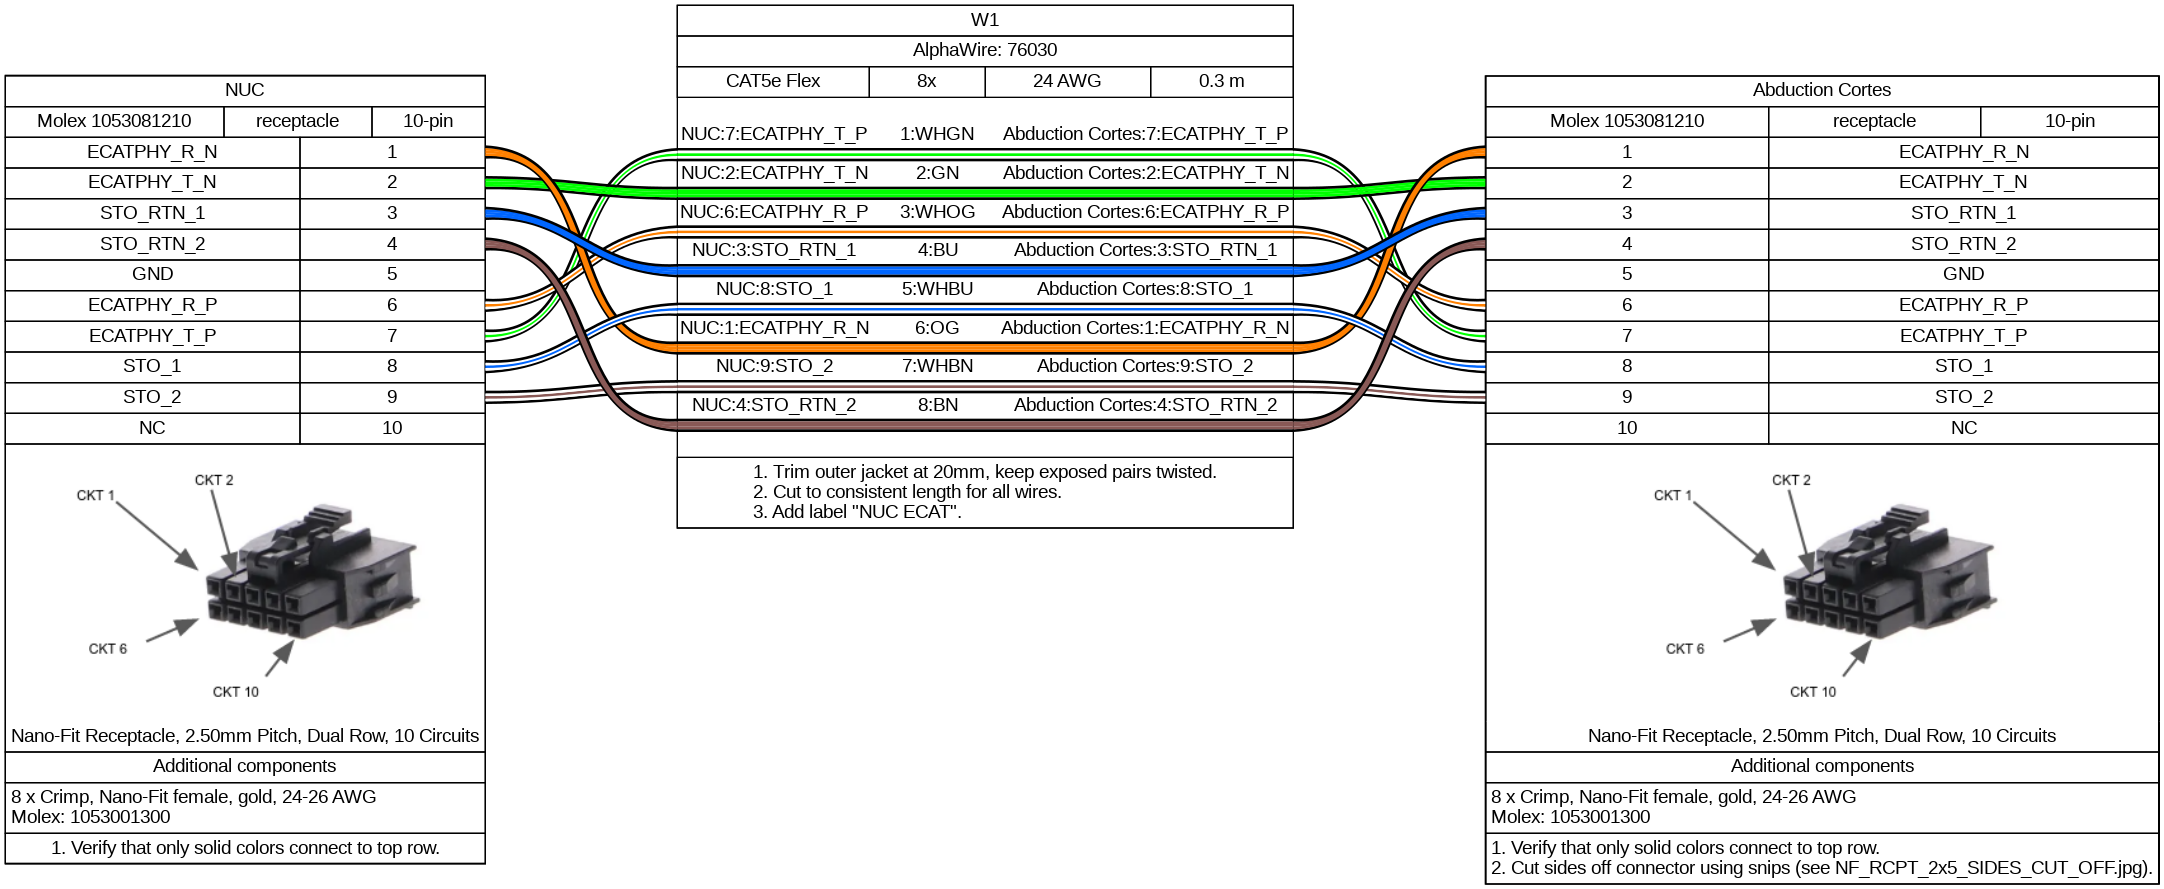 W1
AlphaWire: 76030
CAT5e Flex 8x 24 AWG 0.3 m
NUC:7:ECATPHY_T_P 1:WHGN Abduction Cortes:7:ECATPHY_T_P
NUC:2:ECATPHY_T_N 2:GN Abduction Cortes:2:ECATPHY_T_N
NUC:6:ECATPHY_R_P 3:WHOG Abduction Cortes:6:ECATPHY_R_P
NUC:3:STO_RTN_1 4:BU Abduction Cortes:3:STO_RTN_1
NUC:8:STO_1 5:WHBU Abduction Cortes:8:STO_1
NUC:1:ECATPHY_R_N 6:OG Abduction Cortes:1:ECATPHY_R_N
NUC:9:STO_2 7:WHBN Abduction Cortes:9:STO_2
NUC:4:STO_RTN_2 8:BN Abduction Cortes:4:STO_RTN_2
1. Trim outer jacket at 20mm, keep exposed pairs twisted.
2. Cut to consistent length for all wires.
3. Add label "NUC ECAT".
NUC
Molex 1053081210 receptacle 10-pin
ECATPHY_R_N 1
ECATPHY_T_N 2
STO_RTN_1 3
STO_RTN_2 4
GND 5
ECATPHY_R_P 6
ECATPHY_T_P 7
STO_1 8
STO_2 9
NC 10
CKT 2
CKT 1
CKT 6
CKT 10
Nano-Fit Receptacle, 2.50mm Pitch, Dual Row, 10 Circuits
Additional components
8 x Crimp, Nano-Fit female, gold, 24-26 AWG
Molex: 1053001300
1. Verify that only solid colors connect to top row.
Abduction Cortes
Molex 1053081210 receptacle 10-pin
1 ECATPHY_R_N
2 ECATPHY_T_N
3 STO_RTN_1
4 STO_RTN_2
5 GND
6 ECATPHY_R_P
7 ECATPHY_T_P
8 STO_1
9 STO_2
10 NC
CKT 2
CKT 1
CKT 6
CKT 10
Nano-Fit Receptacle, 2.50mm Pitch, Dual Row, 10 Circuits
Additional components
8 x Crimp, Nano-Fit female, gold, 24-26 AWG
Molex: 1053001300
1. Verify that only solid colors connect to top row.
2. Cut sides off connector using snips (see NF_RCPT_2x5_SIDES_CUT_OFF.jpg).